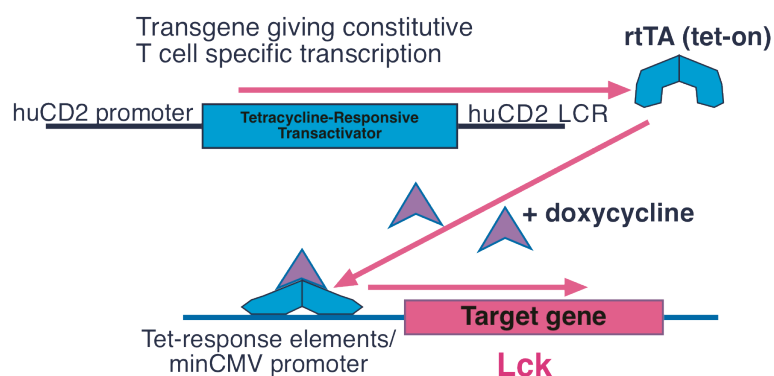 Transgene giving constitutive
T cell specific transcription
rtTA (tet-on)
huCD2 promoter
Tetracycline-Responsive
Transactivator
huCD2 LCR
+ doxycycline
Target gene
Tet-response elements/
minCMV promoter
Lck